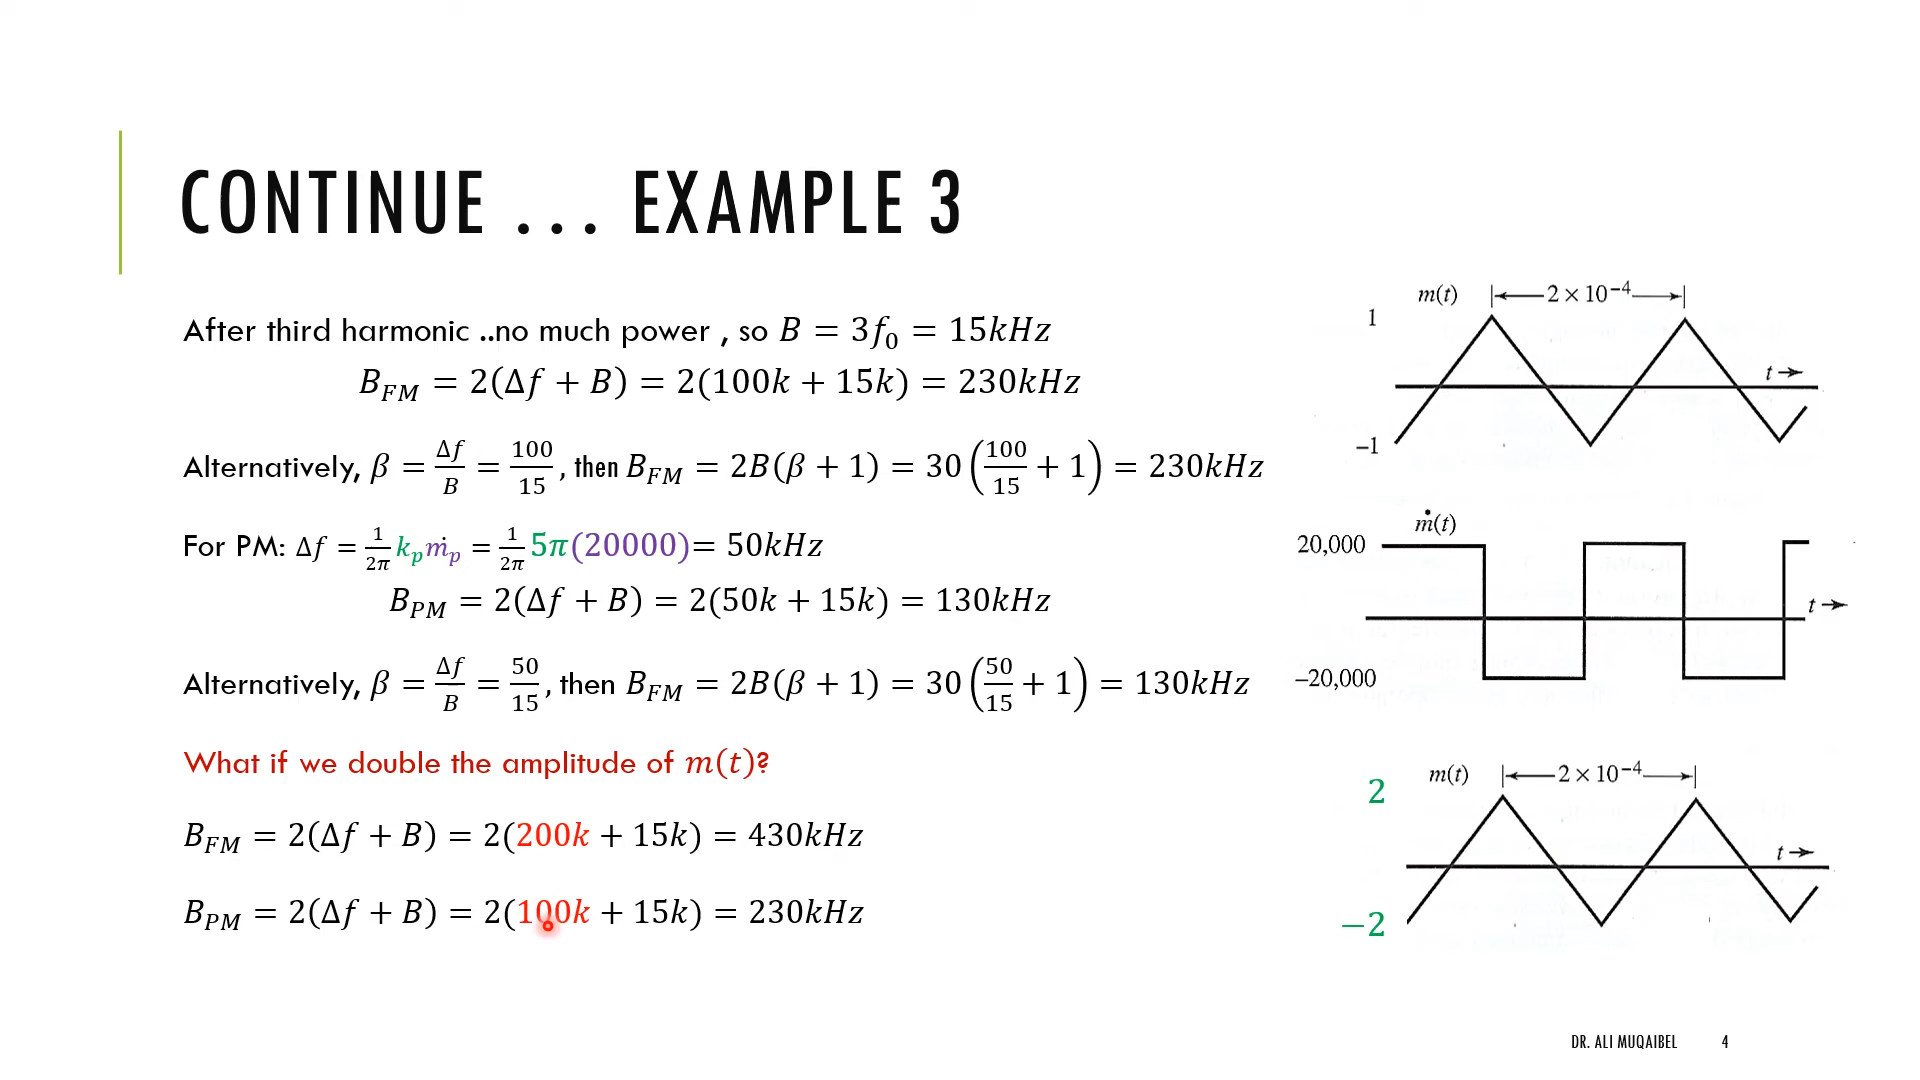 CONTINUE ... EXAMPLE 3
After third harmonic ..no much power , so B = 3f₀ = 15kHz
B_FM = 2(Δf + B) = 2(100k + 15k) = 230kHz
Alternatively, β = Δf/B = 100/15 , then B_FM = 2B(β + 1) = 30(100/15 + 1) = 230kHz
For PM: Δf = 1/2π k_p ṁ_p = 1/2π 5π(20000)= 50kHz
B_PM = 2(Δf + B) = 2(50k + 15k) = 130kHz
Alternatively, β = Δf/B = 50/15 , then B_FM = 2B(β + 1) = 30(50/15 + 1) = 130kHz
What if we double the amplitude of m(t)?
B_FM = 2(Δf + B) = 2(200k + 15k) = 430kHz
B_PM = 2(Δf + B) = 2(100k + 15k) = 230kHz
m(t) 2 × 10⁻⁴
1
t
–1
ṁ(t)
20,000
t
–20,000
m(t) 2 × 10⁻⁴
2
t
−2
DR. ALI MUQAIBEL 4